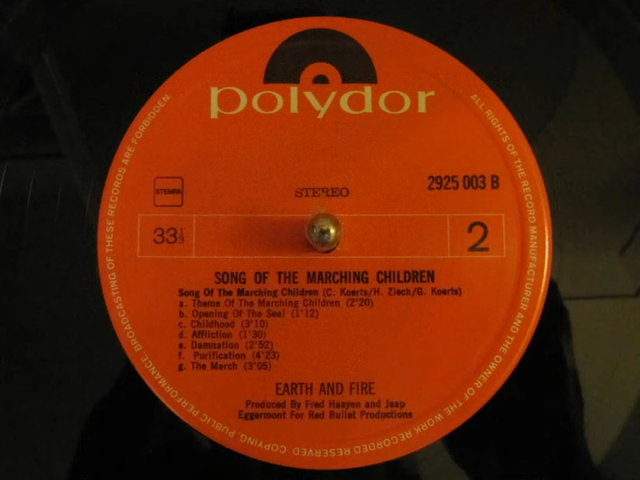 polydor
ALL RIGHTS OF THE RECORD MANUFACTURER AND THE OWNER OF THE WORK RECORDED RESERVED. COPYING, PUBLIC PERFORMANCE, BROADCASTING OF THESE RECORDS ARE FORBIDDEN.
STEMRA
STEREO
2925 003 B
33 1/3
2
SONG OF THE MARCHING CHILDREN
Song Of The Marching Children (C. Koerts/H. Ziech/G. Koerts)
a. Theme Of The Marching Children (2'20)
b. Opening Of The Seal (1'12)
c. Childhood (3'10)
d. Affliction (1'30)
e. Damnation (2'52)
f. Purification (4'23)
g. The March (3'05)
EARTH AND FIRE
Produced By Fred Haayen and Jaap
Eggermont For Red Bullet Productions